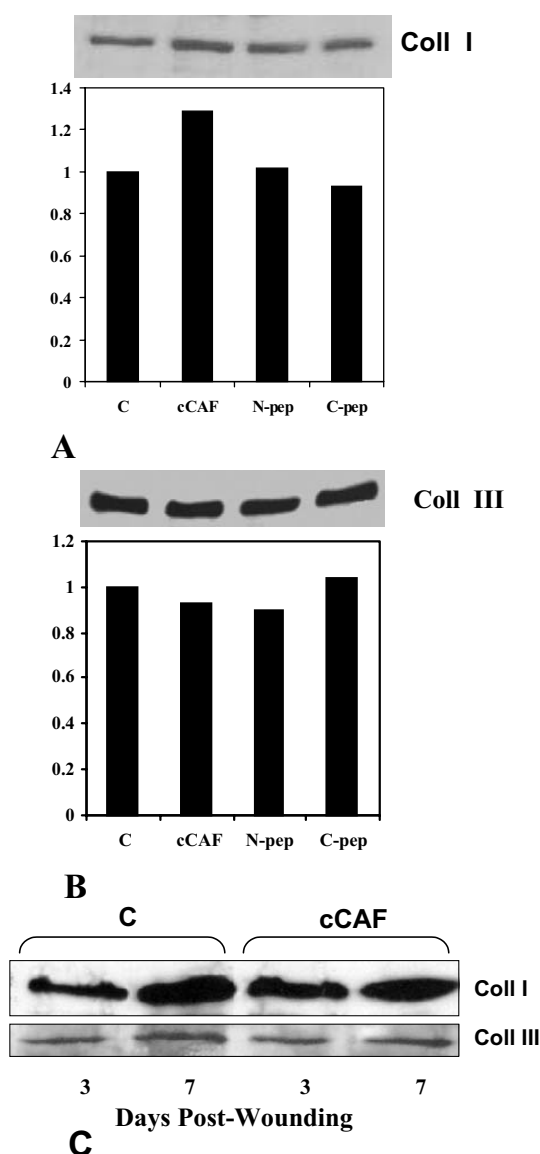 Coll I
1.4
1.2
1
0.8
0.6
0.4
0.2
0
C cCAF N-pep C-pep
A
Coll III
1.2
1
0.8
0.6
0.4
0.2
0
C cCAF N-pep C-pep
B
C cCAF
Coll I
Coll III
3 7 3 7
Days Post-Wounding
C